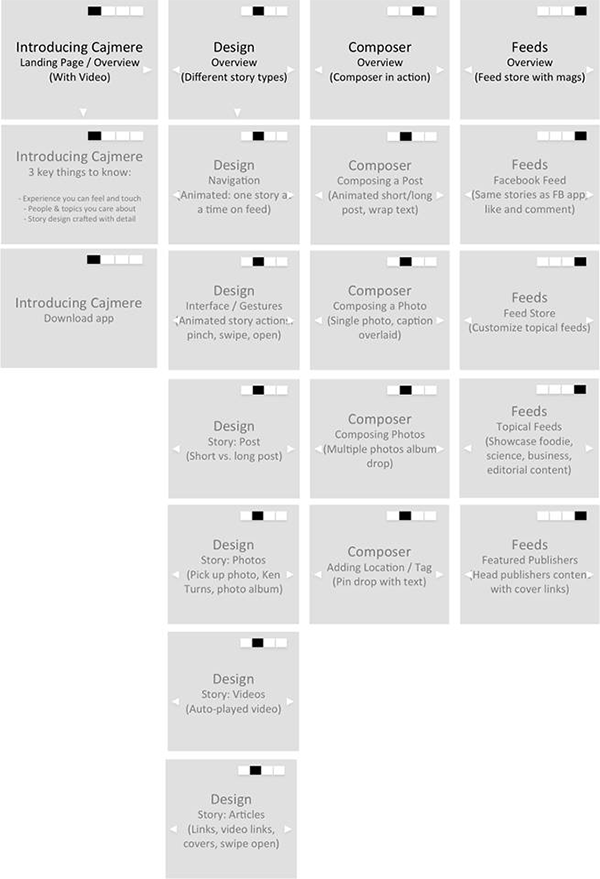 Introducing Cajmere
Landing Page / Overview
(With Video)
Design
Overview
(Different story types)
Composer
Overview
(Composer in action)
Feeds
Overview
(Feed store with mags)
Introducing Cajmere
3 key things to know:
- Experience you can feel and touch
- People & topics you care about
- Story design crafted with detail
Design
Navigation
(Animated: one story at
a time on feed)
Composer
Composing a Post
(Animated short/long
post, wrap text)
Feeds
Facebook Feed
(Same stories as FB app,
like and comment)
Introducing Cajmere
Download app
Design
Interface / Gestures
(Animated story actions,
pinch, swipe, open)
Composer
Composing a Photo
(Single photo, caption
overlaid)
Feeds
Feed Store
(Customize topical feeds)
Design
Story: Post
(Short vs. long post)
Composer
Composing Photos
(Multiple photos album
drop)
Feeds
Topical Feeds
(Showcase foodie,
science, business,
editorial content)
Design
Story: Photos
(Pick up photo, Ken
Turns, photo album)
Composer
Adding Location / Tag
(Pin drop with text)
Feeds
Featured Publishers
(Head publishers content
with cover links)
Design
Story: Videos
(Auto-played video)
Design
Story: Articles
(Links, video links,
covers, swipe open)